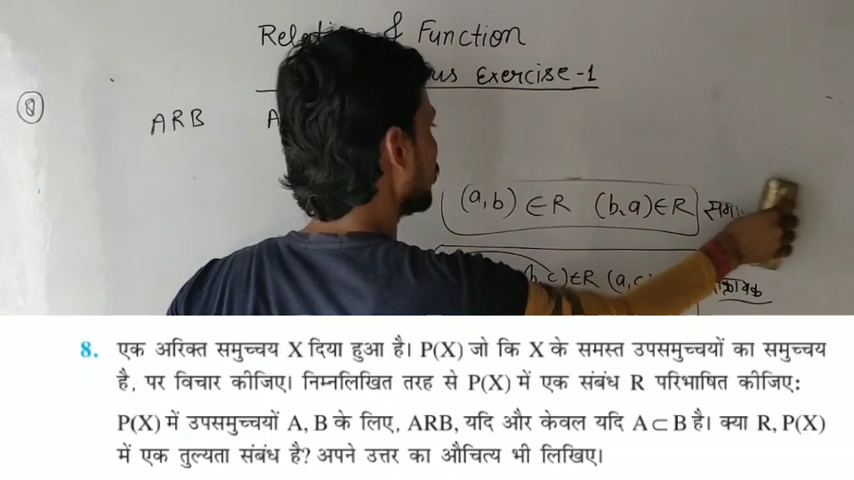 Relation & Function
Exercise-1
8
ARB
(a,b) ∈R (b,a)∈R
)∈R (a,c
8. एक अरिक्त समुच्चय X दिया हुआ है। P(X) जो कि X के समस्त उपसमुच्चयों का समुच्चय
है, पर विचार कीजिए। निम्नलिखित तरह से P(X) में एक संबंध R परिभाषित कीजिए:
P(X) में उपसमुच्चयों A, B के लिए, ARB, यदि और केवल यदि A⊂B है। क्या R, P(X)
में एक तुल्यता संबंध है? अपने उत्तर का औचित्य भी लिखिए।